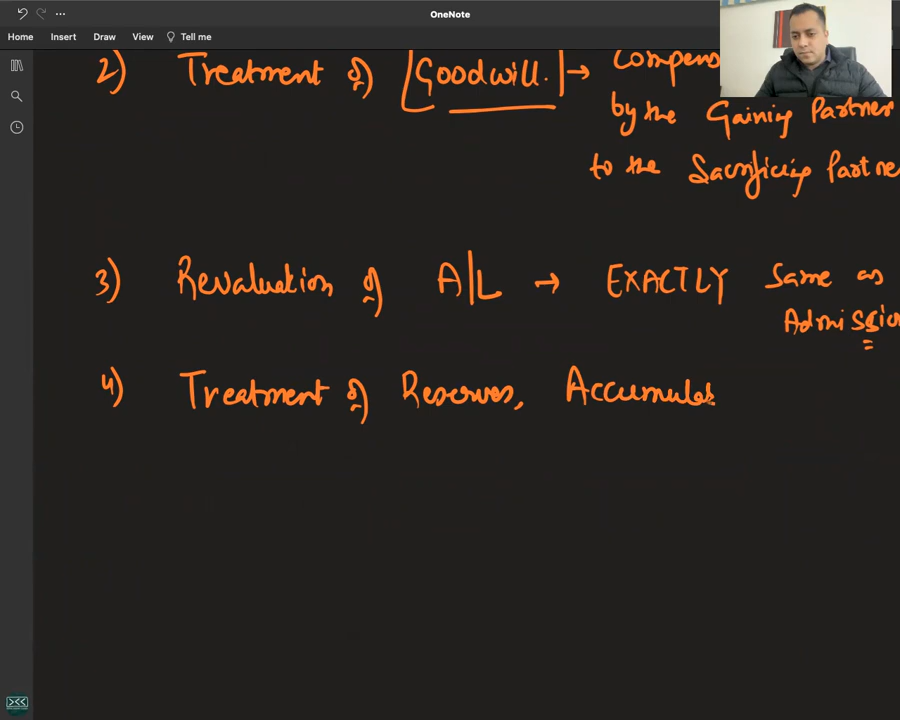 OneNote
Home Insert Draw View Tell me
2) Treatment of Goodwill. → Compens
by the Gaining Partner
to the Sacrificing Partne
3) Revaluation of A/L → EXACTLY Same as
Admission
4) Treatment of Reserves, Accumulat